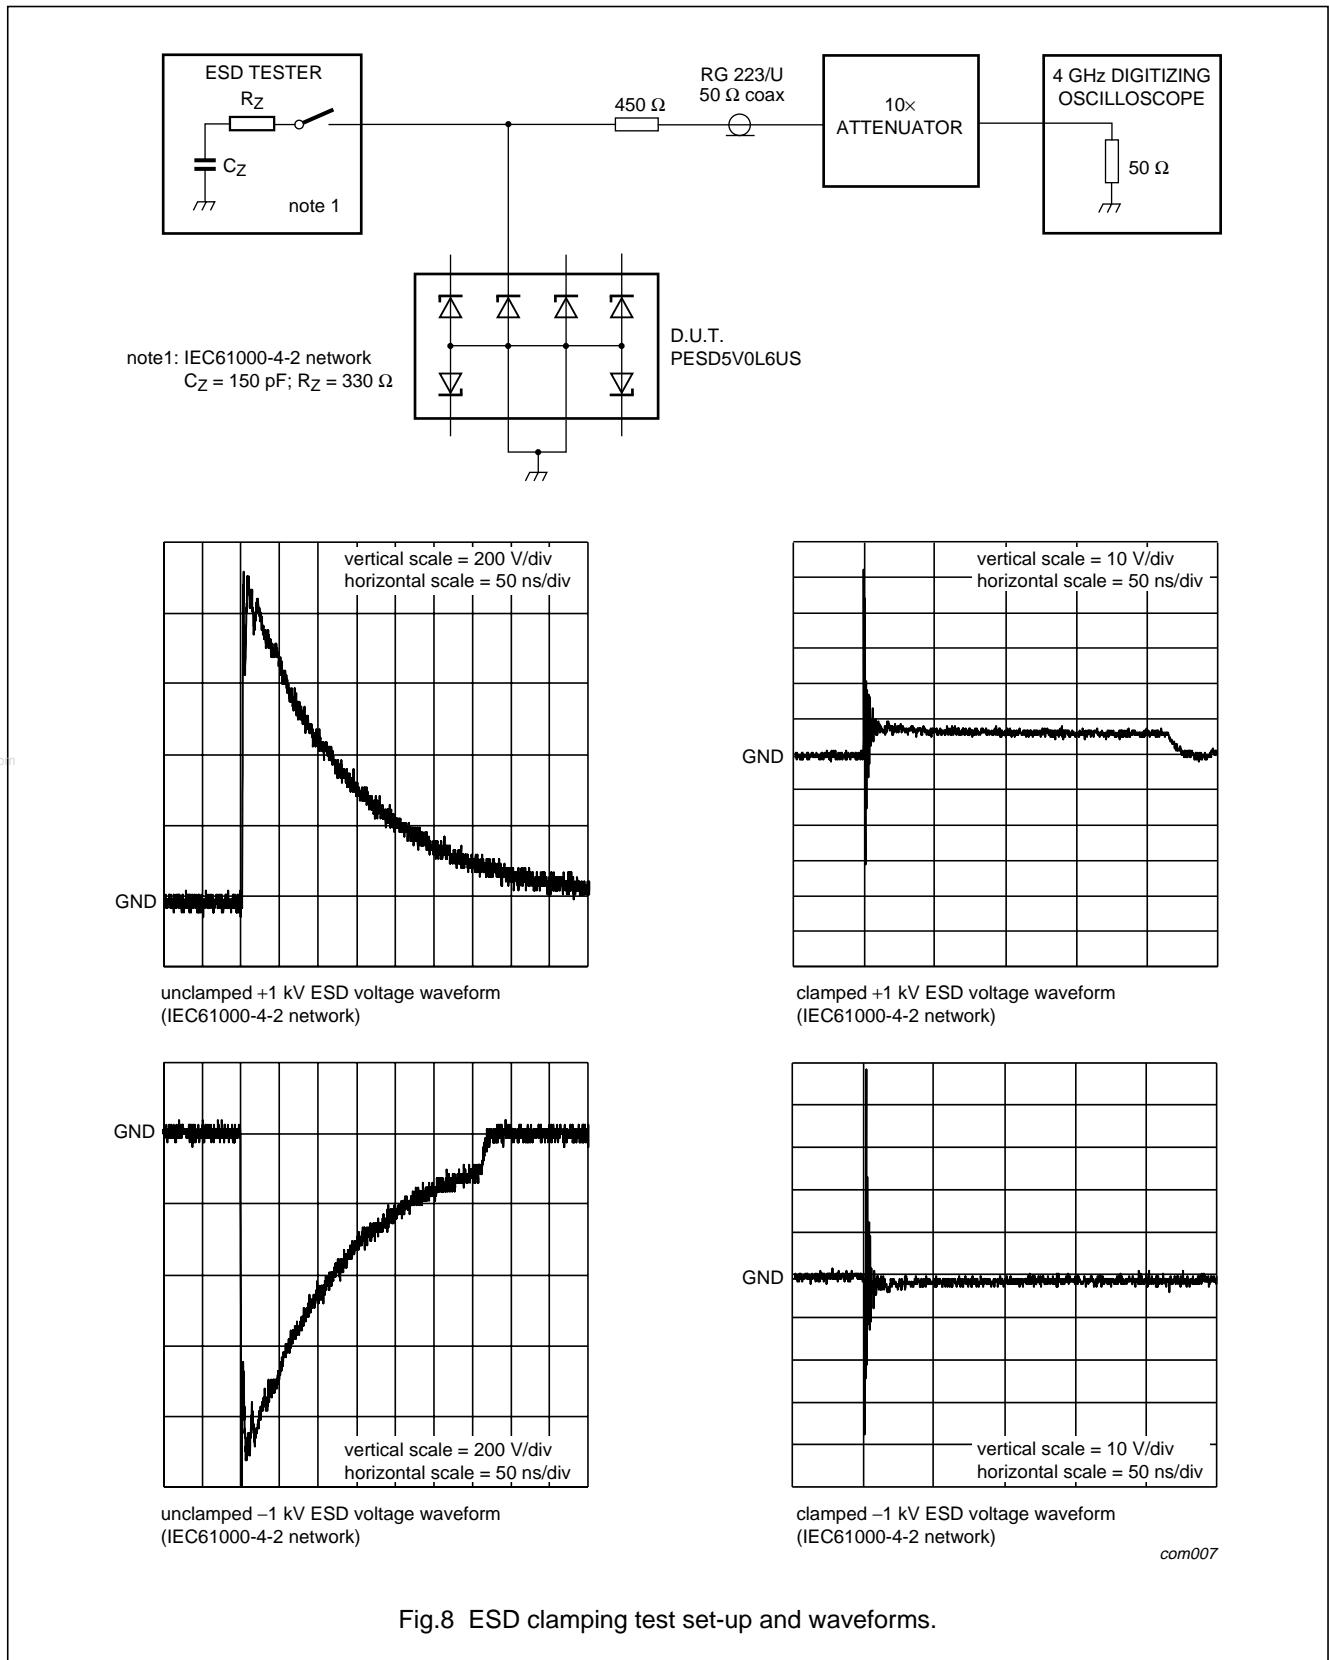 ESD TESTER
RZ
CZ
note 1
450 Ω
RG 223/U
50 Ω coax
10×
ATTENUATOR
4 GHz DIGITIZING
OSCILLOSCOPE
50 Ω
D.U.T.
PESD5V0L6US
note1: IEC61000-4-2 network
CZ = 150 pF; RZ = 330 Ω
vertical scale = 200 V/div
horizontal scale = 50 ns/div
GND
unclamped +1 kV ESD voltage waveform
(IEC61000-4-2 network)
vertical scale = 10 V/div
horizontal scale = 50 ns/div
GND
clamped +1 kV ESD voltage waveform
(IEC61000-4-2 network)
GND
vertical scale = 200 V/div
horizontal scale = 50 ns/div
unclamped −1 kV ESD voltage waveform
(IEC61000-4-2 network)
GND
vertical scale = 10 V/div
horizontal scale = 50 ns/div
clamped −1 kV ESD voltage waveform
(IEC61000-4-2 network)
com007
Fig.8 ESD clamping test set-up and waveforms.